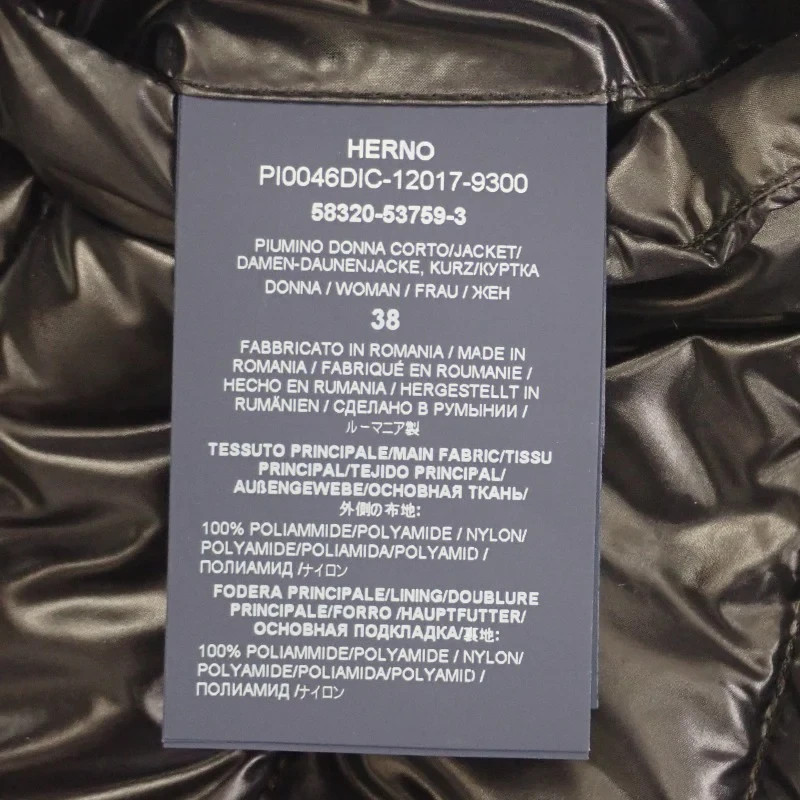 HERNO
PI0046DIC-12017-9300
58320-53759-3
PIUMINO DONNA CORTO/JACKET/
DAMEN-DAUNENJACKE, KURZ/КУРТКА
DONNA / WOMAN / FRAU / ЖЕН
38
FABBRICATO IN ROMANIA / MADE IN
ROMANIA / FABRIQUÉ EN ROUMANIE /
HECHO EN RUMANIA / HERGESTELLT IN
RUMÄNIEN / СДЕЛАНО В РУМЫНИИ /
ルーマニア製
TESSUTO PRINCIPALE/MAIN FABRIC/TISSU
PRINCIPAL/TEJIDO PRINCIPAL/
AUßENGEWEBE/ОСНОВНАЯ ТКАНЬ/
外側の布地:
100% POLIAMMIDE/POLYAMIDE / NYLON/
POLYAMIDE/POLIAMIDA/POLYAMID /
ПОЛИАМИД /ナイロン
FODERA PRINCIPALE/LINING/DOUBLURE
PRINCIPALE/FORRO /HAUPTFUTTER/
ОСНОВНАЯ ПОДКЛАДКА/裏地:
100% POLIAMMIDE/POLYAMIDE / NYLON/
POLYAMIDE/POLIAMIDA/POLYAMID /
ПОЛИАМИД /ナイロン